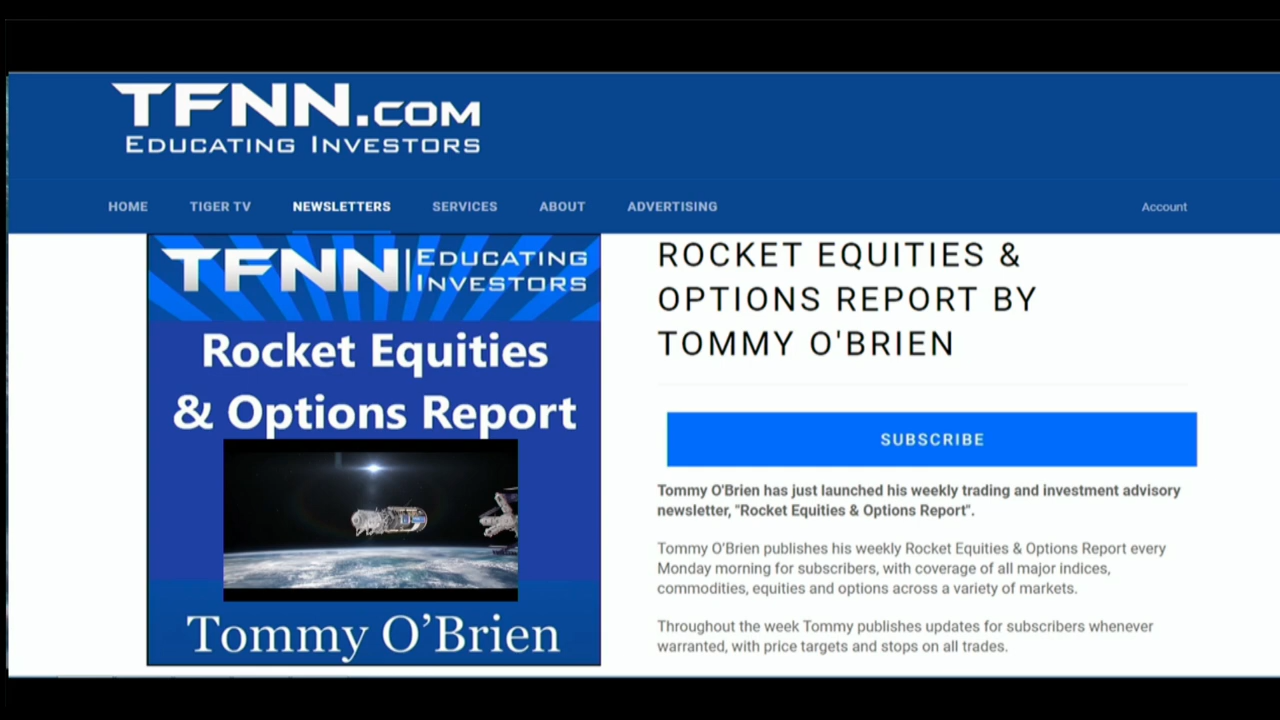 TFNN.COM
EDUCATING INVESTORS
HOME TIGER TV NEWSLETTERS SERVICES ABOUT ADVERTISING Account
TFNN EDUCATING
INVESTORS
Rocket Equities
& Options Report
Tommy O’Brien
ROCKET EQUITIES &
OPTIONS REPORT BY
TOMMY O'BRIEN
SUBSCRIBE
Tommy O'Brien has just launched his weekly trading and investment advisory
newsletter, "Rocket Equities & Options Report".
Tommy O’Brien publishes his weekly Rocket Equities & Options Report every
Monday morning for subscribers, with coverage of all major indices,
commodities, equities and options across a variety of markets.
Throughout the week Tommy publishes updates for subscribers whenever
warranted, with price targets and stops on all trades.